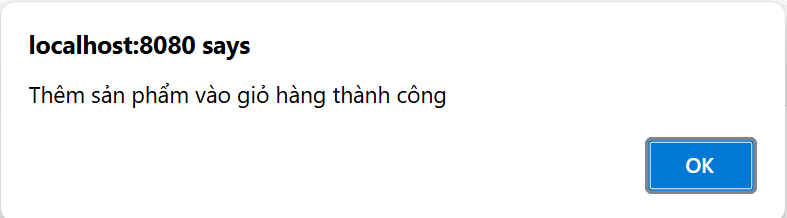 localhost:8080 says
Thêm sản phẩm vào giỏ hàng thành công
OK